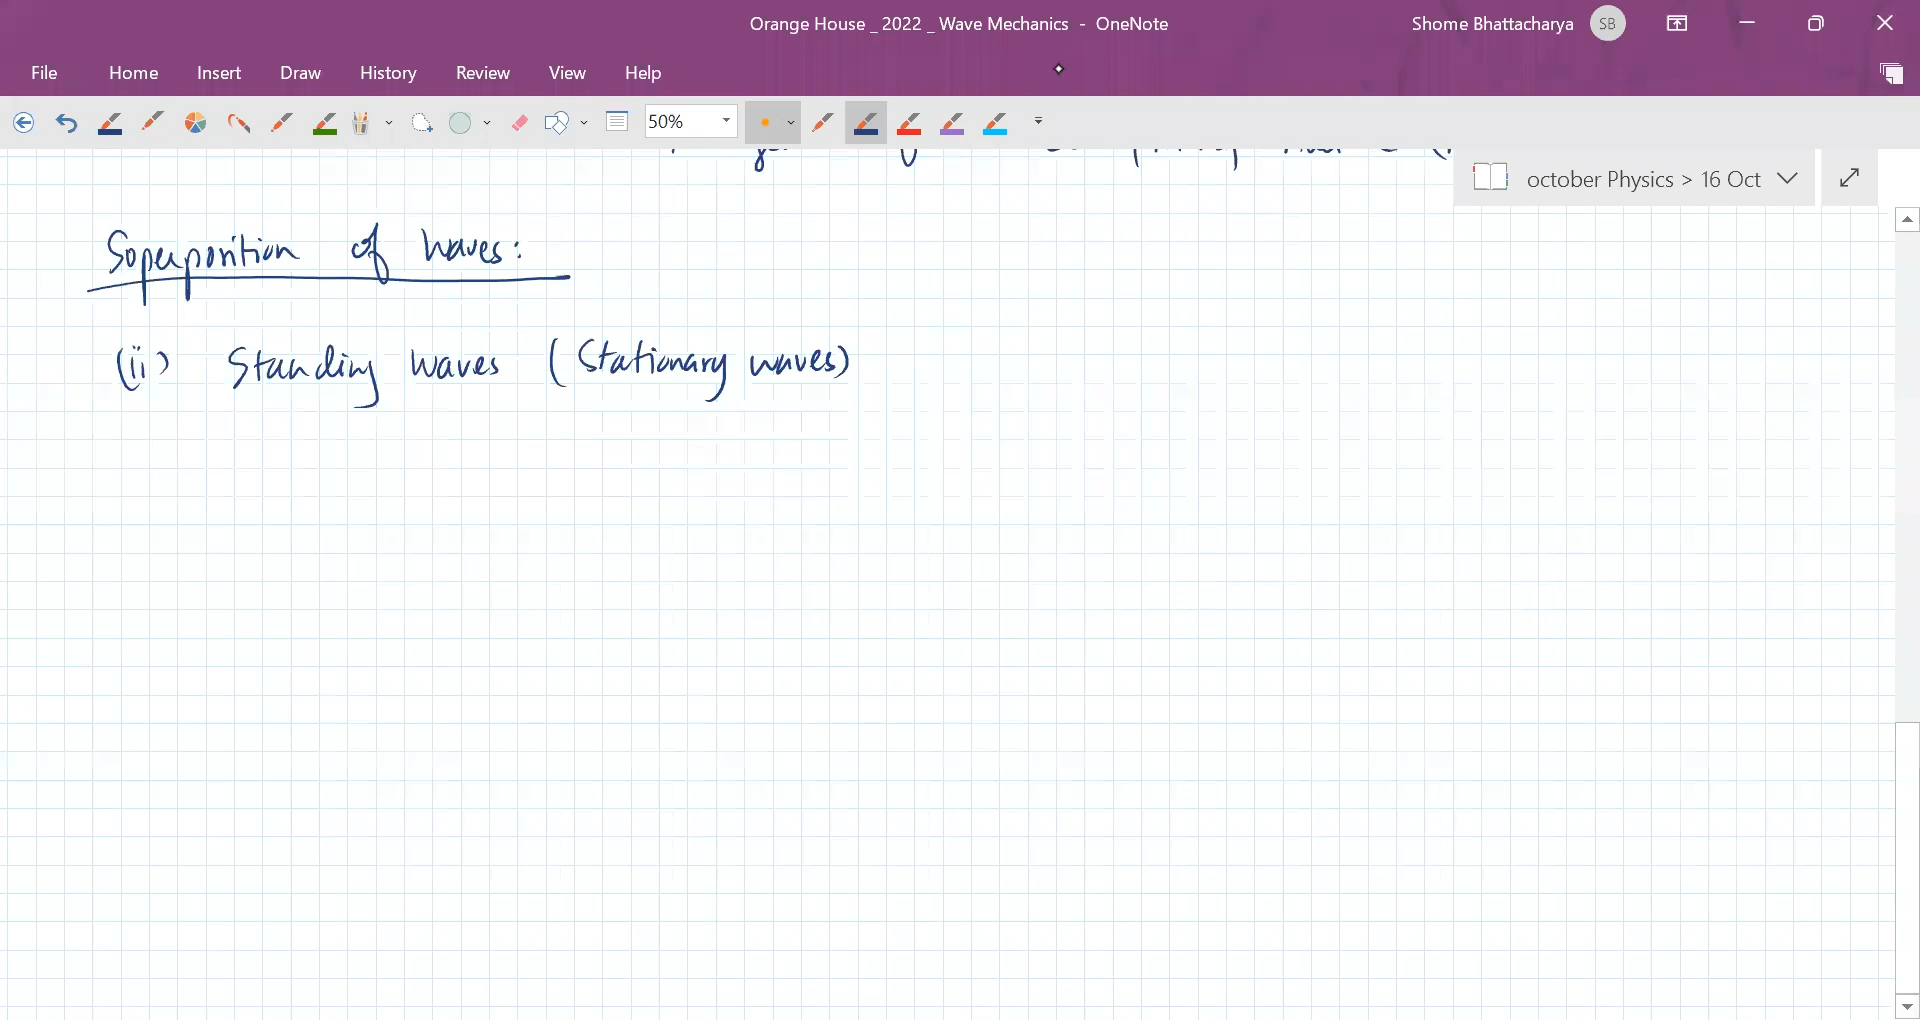 Orange House _ 2022 _ Wave Mechanics - OneNote
Shome Bhattacharya SB
File Home Insert Draw History Review View Help
50%
october Physics > 16 Oct
Superposition of waves:
(ii) Standing waves (Stationary waves)